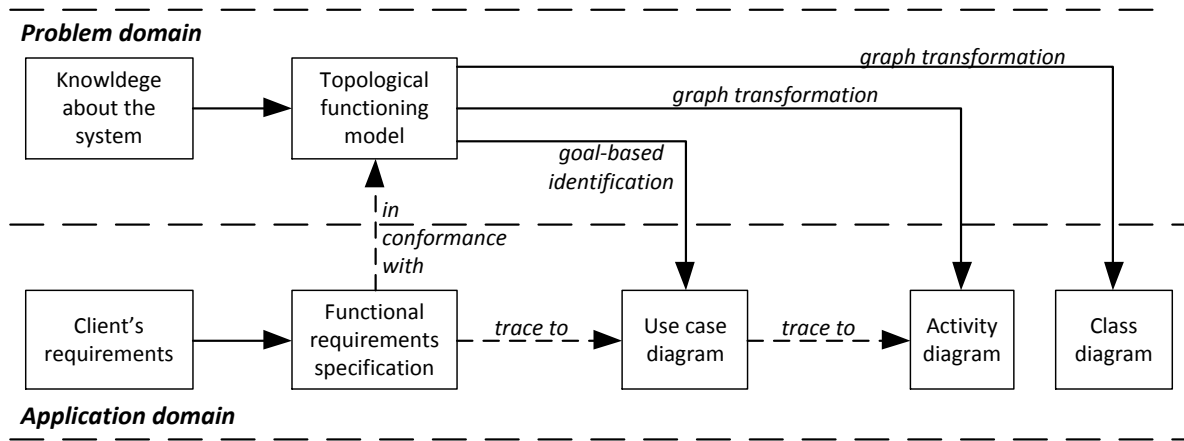 Problem domain
Knowldege
about the
system
Topological
functioning
model
graph transformation
graph transformation
goal-based
identification
in
conformance
with
Client's
requirements
Functional
requirements
specification
trace to
Use case
diagram
trace to
Activity
diagram
Class
diagram
Application domain